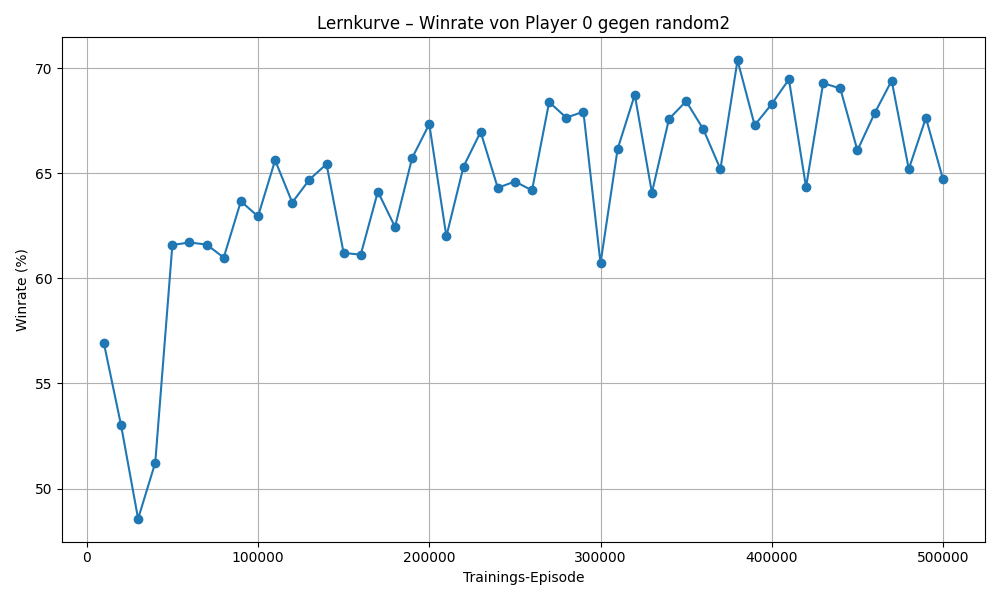 Lernkurve – Winrate von Player 0 gegen random2
Winrate (%)
70
65
60
55
50
0 100000 200000 300000 400000 500000
Trainings-Episode